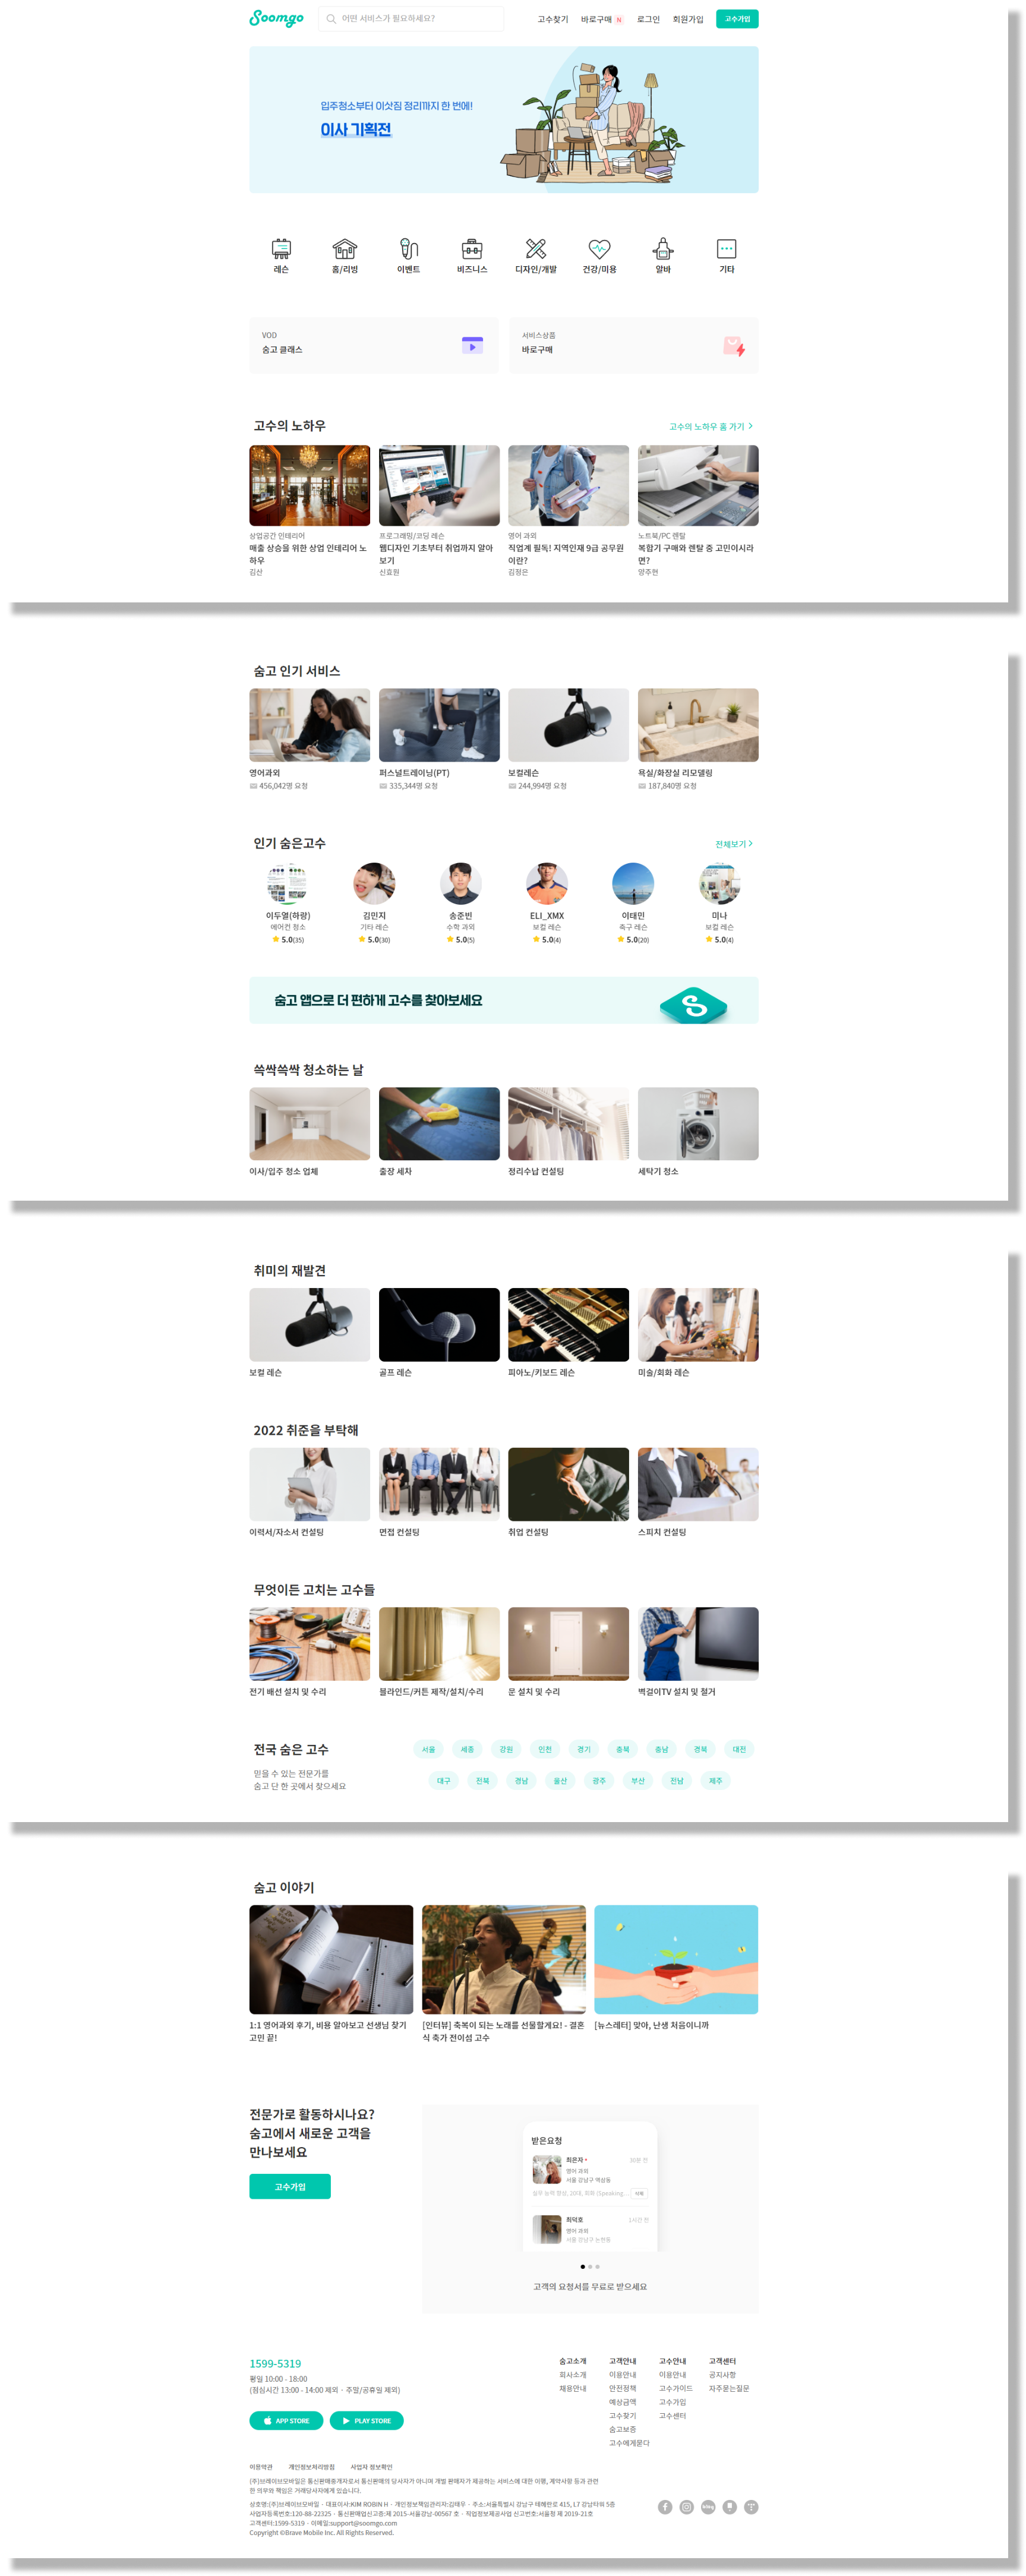 Soomgo
어떤 서비스가 필요하세요?
고수찾기
바로구매 N
로그인
회원가입
고수가입
입주청소부터 이삿짐 정리까지 한 번에!
이사 기획전
레슨
홈/리빙
이벤트
비즈니스
디자인/개발
건강/미용
알바
기타
VOD
숨고 클래스
서비스상품
바로구매
고수의 노하우
고수의 노하우 홈 가기
상업공간 인테리어
매출 상승을 위한 상업 인테리어 노
하우
김산
프로그래밍/코딩 레슨
웹디자인 기초부터 취업까지 알아
보기
신효원
영어 과외
직업계 필독! 지역인재 9급 공무원
이란?
김정은
노트북/PC 렌탈
복합기 구매와 렌탈 중 고민이시라
면?
양주현
숨고 인기 서비스
영어과외
456,042명 요청
퍼스널트레이닝(PT)
335,344명 요청
보컬레슨
244,994명 요청
욕실/화장실 리모델링
187,840명 요청
인기 숨은고수
전체보기
이두열(하랑)
에어컨 청소
5.0(35)
김민지
기타 레슨
5.0(30)
송준빈
수학 과외
5.0(5)
ELI_XMX
보컬 레슨
5.0(4)
이태민
축구 레슨
5.0(20)
미나
보컬 레슨
5.0(4)
숨고 앱으로 더 편하게 고수를 찾아보세요
쓱싹쓱싹 청소하는 날
이사/입주 청소 업체
출장 세차
정리수납 컨설팅
세탁기 청소
취미의 재발견
보컬 레슨
골프 레슨
피아노/키보드 레슨
미술/회화 레슨
2022 취준을 부탁해
이력서/자소서 컨설팅
면접 컨설팅
취업 컨설팅
스피치 컨설팅
무엇이든 고치는 고수들
전기 배선 설치 및 수리
블라인드/커튼 제작/설치/수리
문 설치 및 수리
벽걸이TV 설치 및 철거
전국 숨은 고수
믿을 수 있는 전문가를
숨고 단 한 곳에서 찾으세요
서울
세종
강원
인천
경기
충북
충남
경북
대전
대구
전북
경남
울산
광주
부산
전남
제주
숨고 이야기
1:1 영어과외 후기, 비용 알아보고 선생님 찾기
고민 끝!
[인터뷰] 축복이 되는 노래를 선물할게요! - 결혼
식 축가 전이섬 고수
[뉴스레터] 맞아, 난생 처음이니까
전문가로 활동하시나요?
숨고에서 새로운 고객을
만나보세요
고수가입
받은요청
최은자
30분 전
영어 과외
서울 강남구 역삼동
실무 능력 향상, 20대, 회화 (Speaking...
삭제
최덕호
1시간 전
영어 과외
서울 강남구 논현동
고객의 요청서를 무료로 받으세요
1599-5319
평일 10:00 - 18:00
(점심시간 13:00 - 14:00 제외 · 주말/공휴일 제외)
APP STORE
PLAY STORE
숨고소개
회사소개
채용안내
고객안내
이용안내
안전정책
예상금액
고수찾기
숨고보증
고수에게묻다
고수안내
이용안내
고수가이드
고수가입
고수센터
고객센터
공지사항
자주묻는질문
이용약관
개인정보처리방침
사업자 정보확인
(주)브레이브모바일은 통신판매중개자로서 통신판매의 당사자가 아니며 개별 판매자가 제공하는 서비스에 대한 이행, 계약사항 등과 관련
한 의무와 책임은 거래당사자에게 있습니다.
상호명:(주)브레이브모바일 · 대표이사:KIM ROBIN H · 개인정보책임관리자:김태우 · 주소:서울특별시 강남구 테헤란로 415, L7 강남타워 5층
사업자등록번호:120-88-22325 · 통신판매업신고증:제 2015-서울강남-00567 호 · 직업정보제공사업 신고번호:서울청 제 2019-21호
고객센터:1599-5319 · 이메일:support@soomgo.com
Copyright ©Brave Mobile Inc. All Rights Reserved.
blog